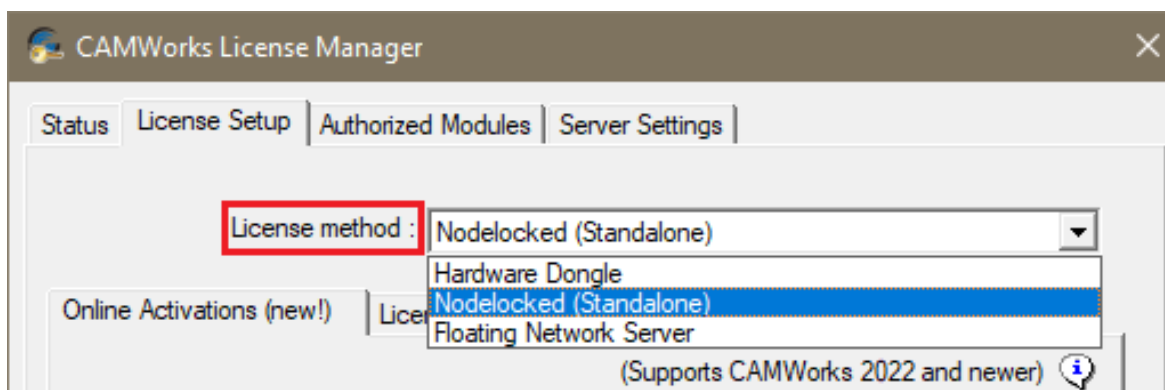 CAMWorks License Manager
Status License Setup Authorized Modules Server Settings
License method : Nodelocked (Standalone)
Hardware Dongle
Nodelocked (Standalone)
Floating Network Server
Online Activations (new!)
(Supports CAMWorks 2022 and newer)